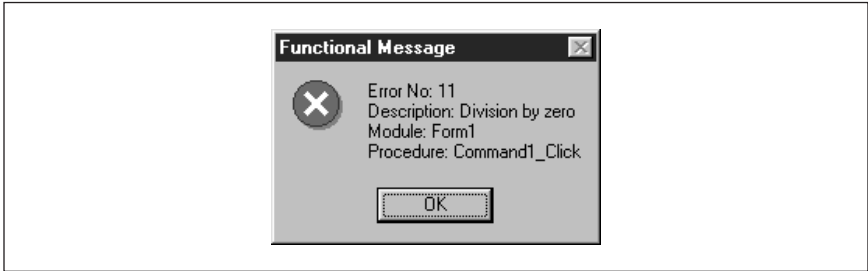 Functional Message
Error No: 11
Description: Division by zero
Module: Form1
Procedure: Command1_Click
OK